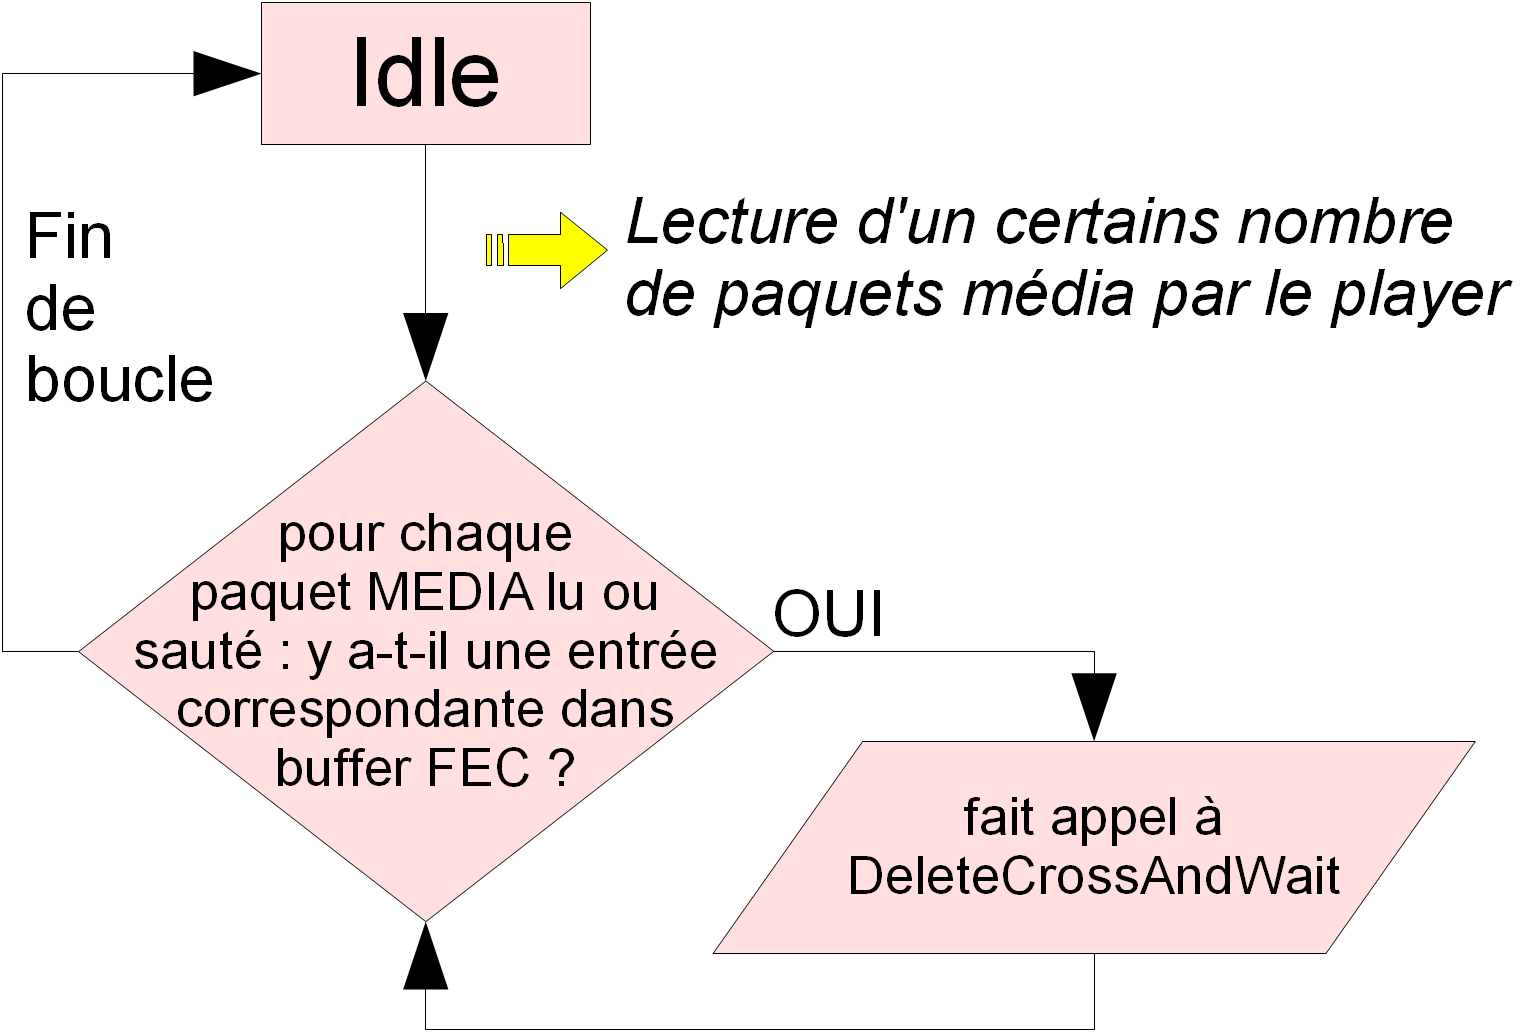 Idle
Lecture d'un certains nombre
de paquets média par le player
Fin
de
boucle
pour chaque
paquet MEDIA lu ou
sauté : y a-t-il une entrée
correspondante dans
buffer FEC ?
OUI
fait appel à
DeleteCrossAndWait